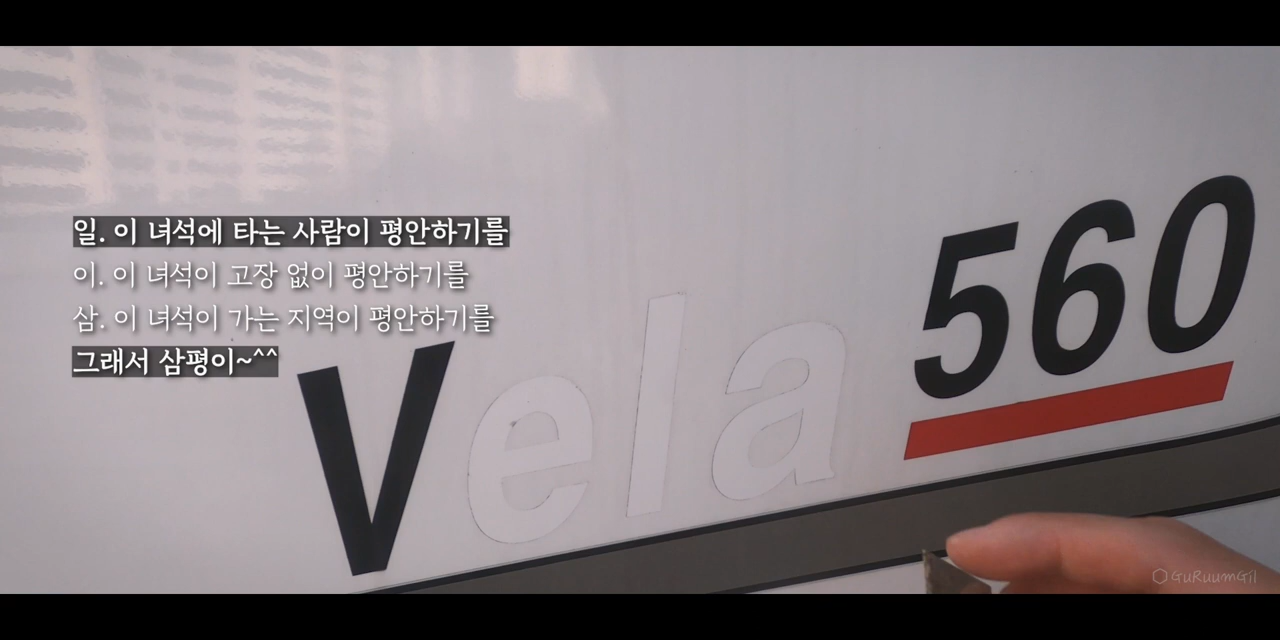 일. 이 녀석에 타는 사람이 평안하기를
이. 이 녀석이 고장 없이 평안하기를
삼. 이 녀석이 가는 지역이 평안하기를
그래서 삼평이~^^
Vela 560
GuRuumGil